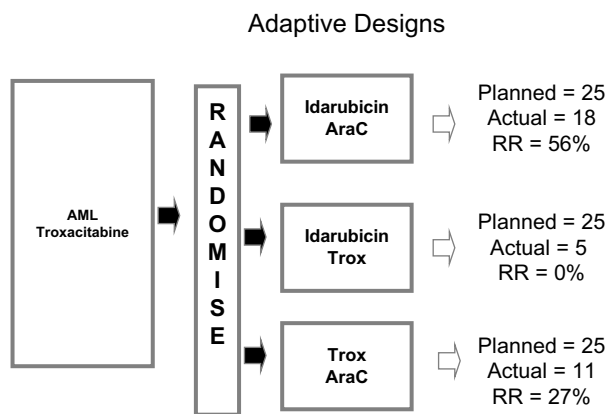 Adaptive Designs
AML
Troxacitabine
RANDOMISE
Idarubicin
AraC
Planned = 25
Actual = 18
RR = 56%
Idarubicin
Trox
Planned = 25
Actual = 5
RR = 0%
Trox
AraC
Planned = 25
Actual = 11
RR = 27%